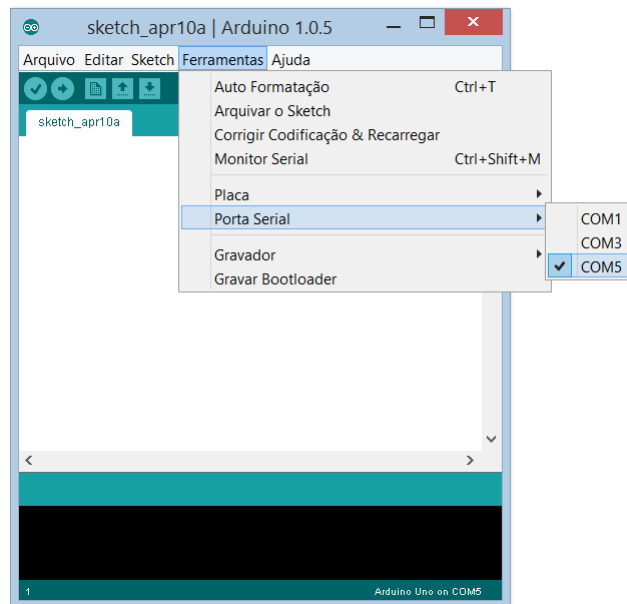 sketch_apr10a | Arduino 1.0.5
Arquivo Editar Sketch Ferramentas Ajuda
sketch_apr10a
Auto Formatação Ctrl+T
Arquivar o Sketch
Corrigir Codificação & Recarregar
Monitor Serial Ctrl+Shift+M
Placa
Porta Serial
COM1
COM3
COM5
Gravador
Gravar Bootloader
1 Arduino Uno on COM5